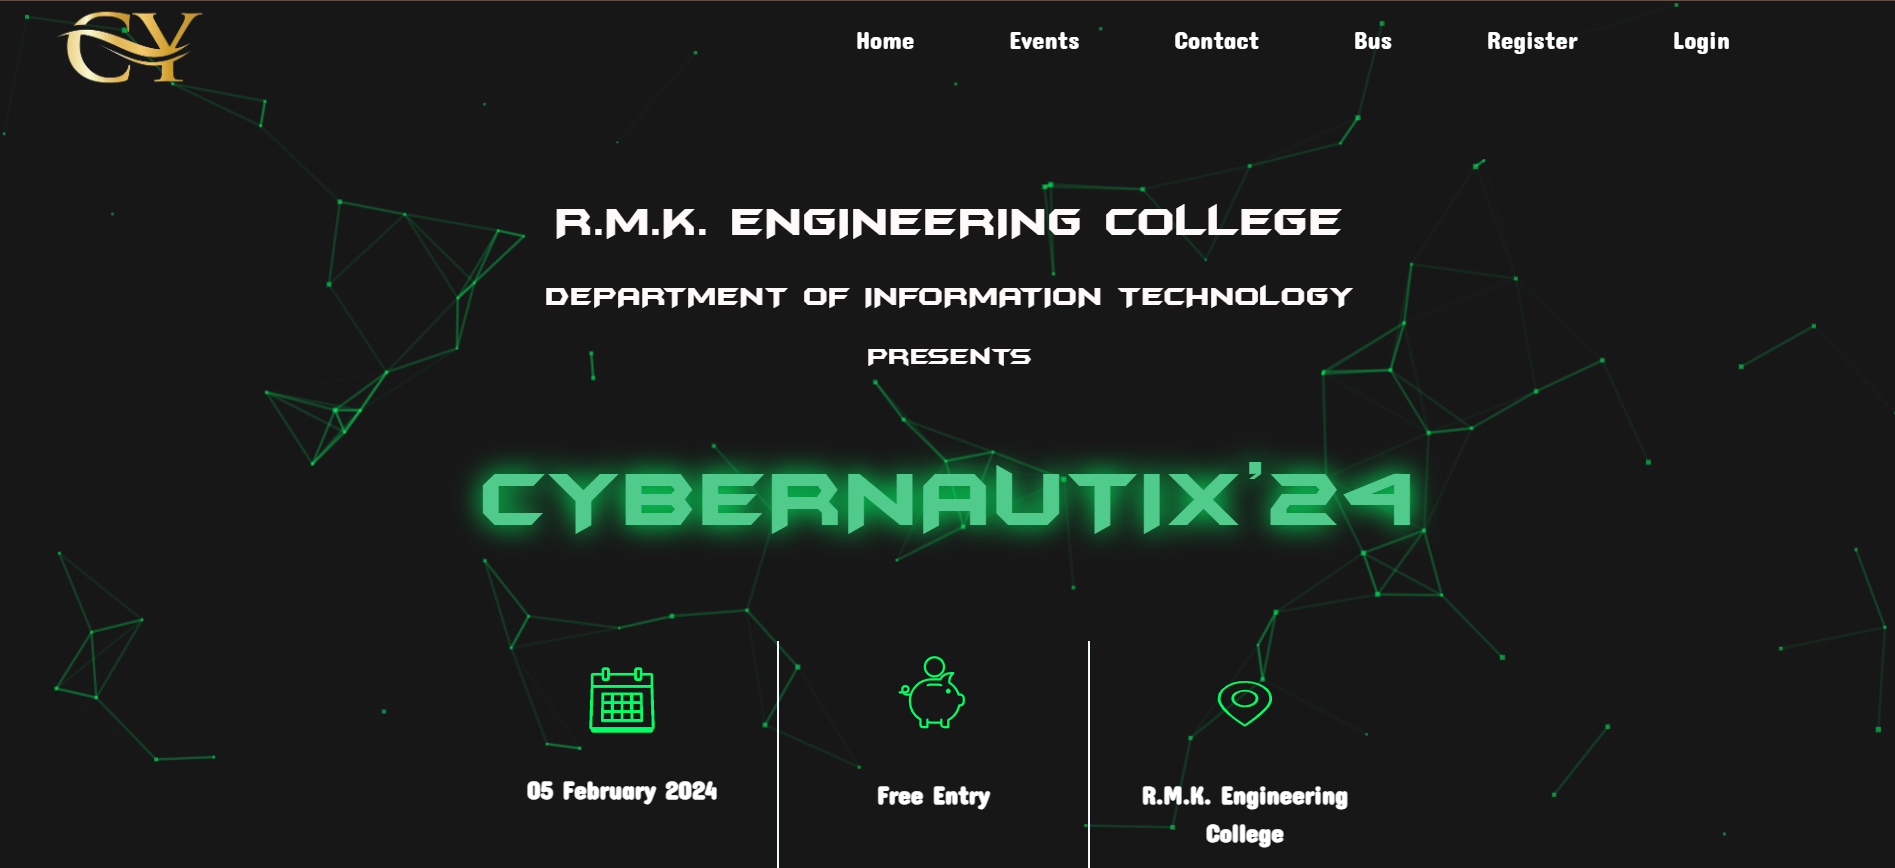 CY
Home Events Contact Bus Register Login
R.M.K. ENGINEERING COLLEGE
DEPARTMENT OF INFORMATION TECHNOLOGY
PRESENTS
CYBERNAUTIX'24
05 February 2024
Free Entry
R.M.K. Engineering
College